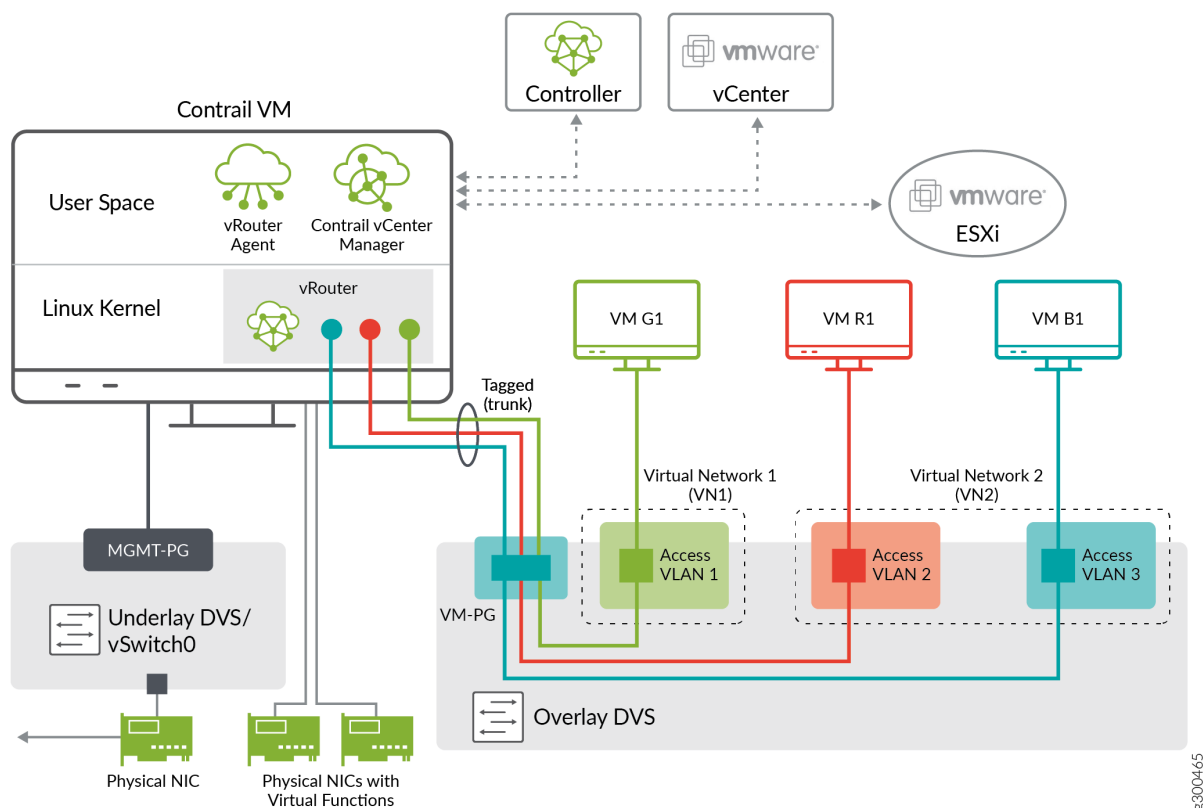 Controller
vmware®
vCenter
Contrail VM
User Space
vRouter
Agent
Contrail vCenter
Manager
vmware®
ESXi
Linux Kernel
vRouter
VM G1
VM R1
VM B1
Tagged
(trunk)
Virtual Network 1
(VN1)
Virtual Network 2
(VN2)
MGMT-PG
Access
VLAN 1
Access
VLAN 2
Access
VLAN 3
VM-PG
Underlay DVS/
vSwitch0
Overlay DVS
Physical NIC
Physical NICs with
Virtual Functions
g300465